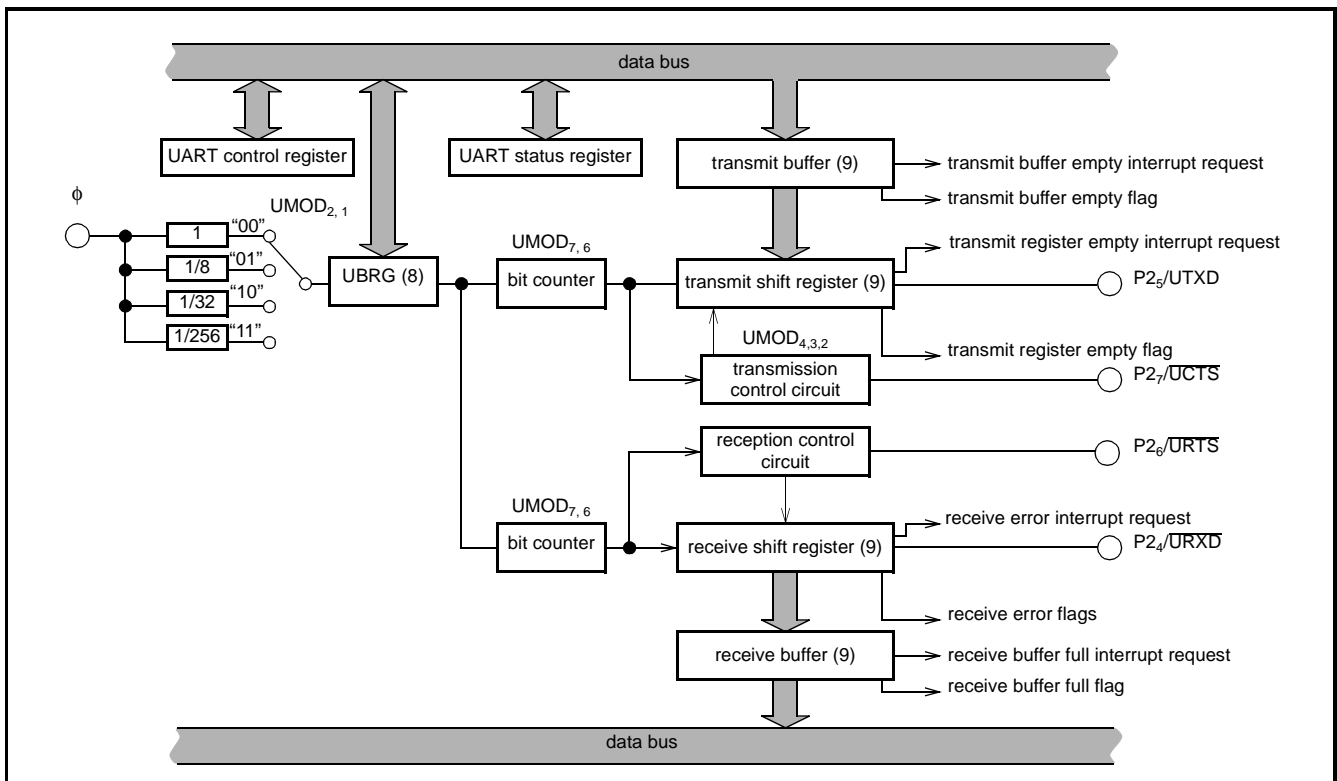 data bus
UART control register
UART status register
transmit buffer (9)
transmit buffer empty interrupt request
transmit buffer empty flag
ϕ
UMOD2, 1
1
“00”
1/8
“01”
1/32
“10”
1/256
“11”
UBRG (8)
UMOD7, 6
bit counter
transmit shift register (9)
transmit register empty interrupt request
P25/UTXD
transmit register empty flag
UMOD4,3,2
transmission
control circuit
P27/UCTS
reception control
circuit
P26/URTS
UMOD7, 6
bit counter
receive shift register (9)
receive error interrupt request
P24/URXD
receive error flags
receive buffer (9)
receive buffer full interrupt request
receive buffer full flag
data bus